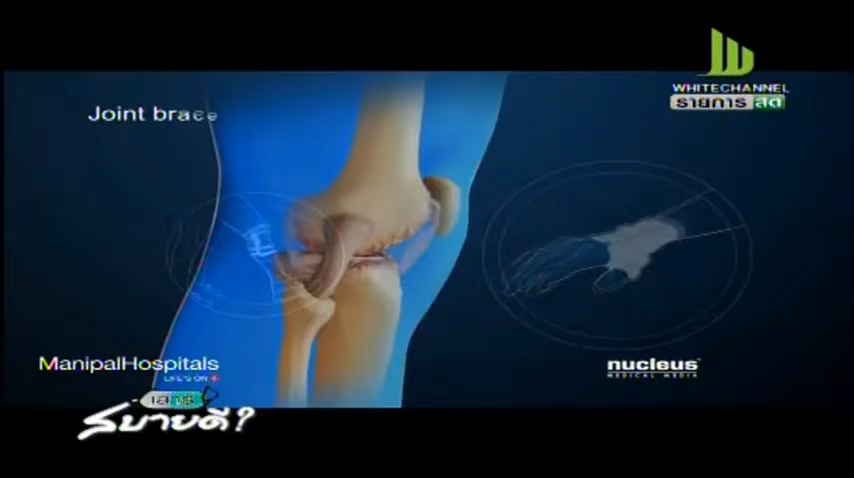 WHITECHANNEL
รายการ สด
Joint brace
ManipalHospitals
LIFE'S ON
nucleus
MEDICAL MEDIA
สบายดี?